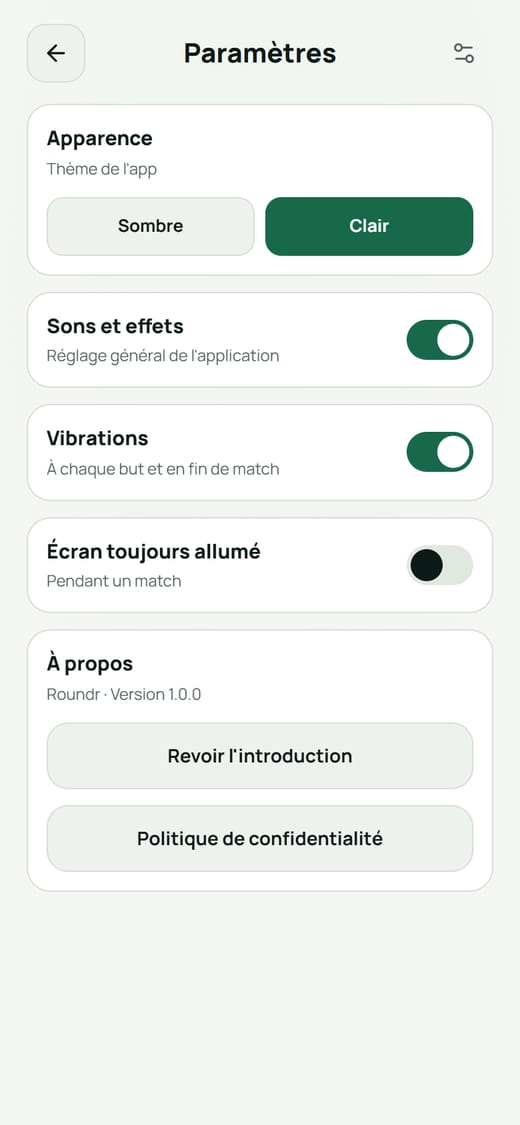 Paramètres
Apparence
Thème de l'app
Sombre
Clair
Sons et effets
Réglage général de l'application
Vibrations
À chaque but et en fin de match
Écran toujours allumé
Pendant un match
À propos
Roundr · Version 1.0.0
Revoir l'introduction
Politique de confidentialité